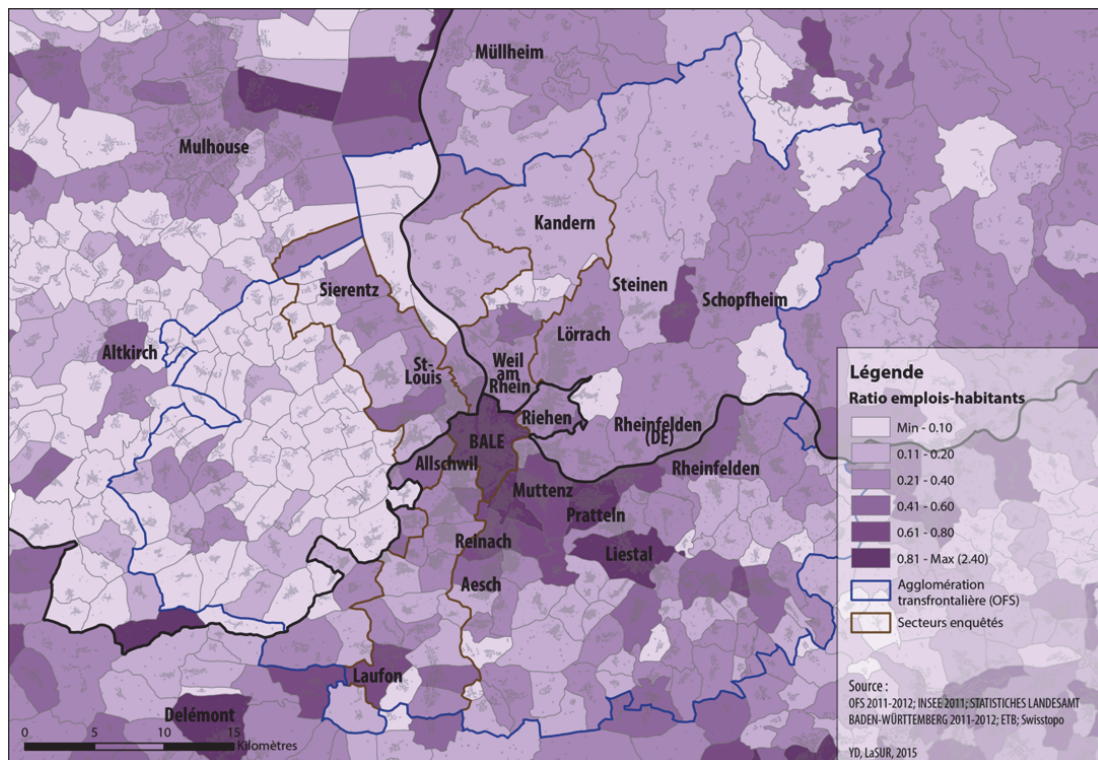 Müllheim
Mulhouse
Kandern
Sierentz
Steinen
Schopfheim
Lörrach
Altkirch
St-
Louis
Weil
am
Rhein
Riehen
Rheinfelden
(DE)
BALE
Allschwil
Rheinfelden
Muttenz
Pratteln
Reinach
Liestal
Aesch
Laufon
Delémont
0 5 10 15
Kilomètres
Légende
Ratio emplois-habitants
Min - 0.10
0.11 - 0.20
0.21 - 0.40
0.41 - 0.60
0.61 - 0.80
0.81 - Max (2.40)
Agglomération
transfrontalière (OFS)
Secteurs enquêtés
Source :
OFS 2011-2012; INSEE 2011; STATISTICHES LANDESAMT
BADEN-WÜRTTEMBERG 2011-2012; ETB; Swisstopo
YD, LaSUR, 2015